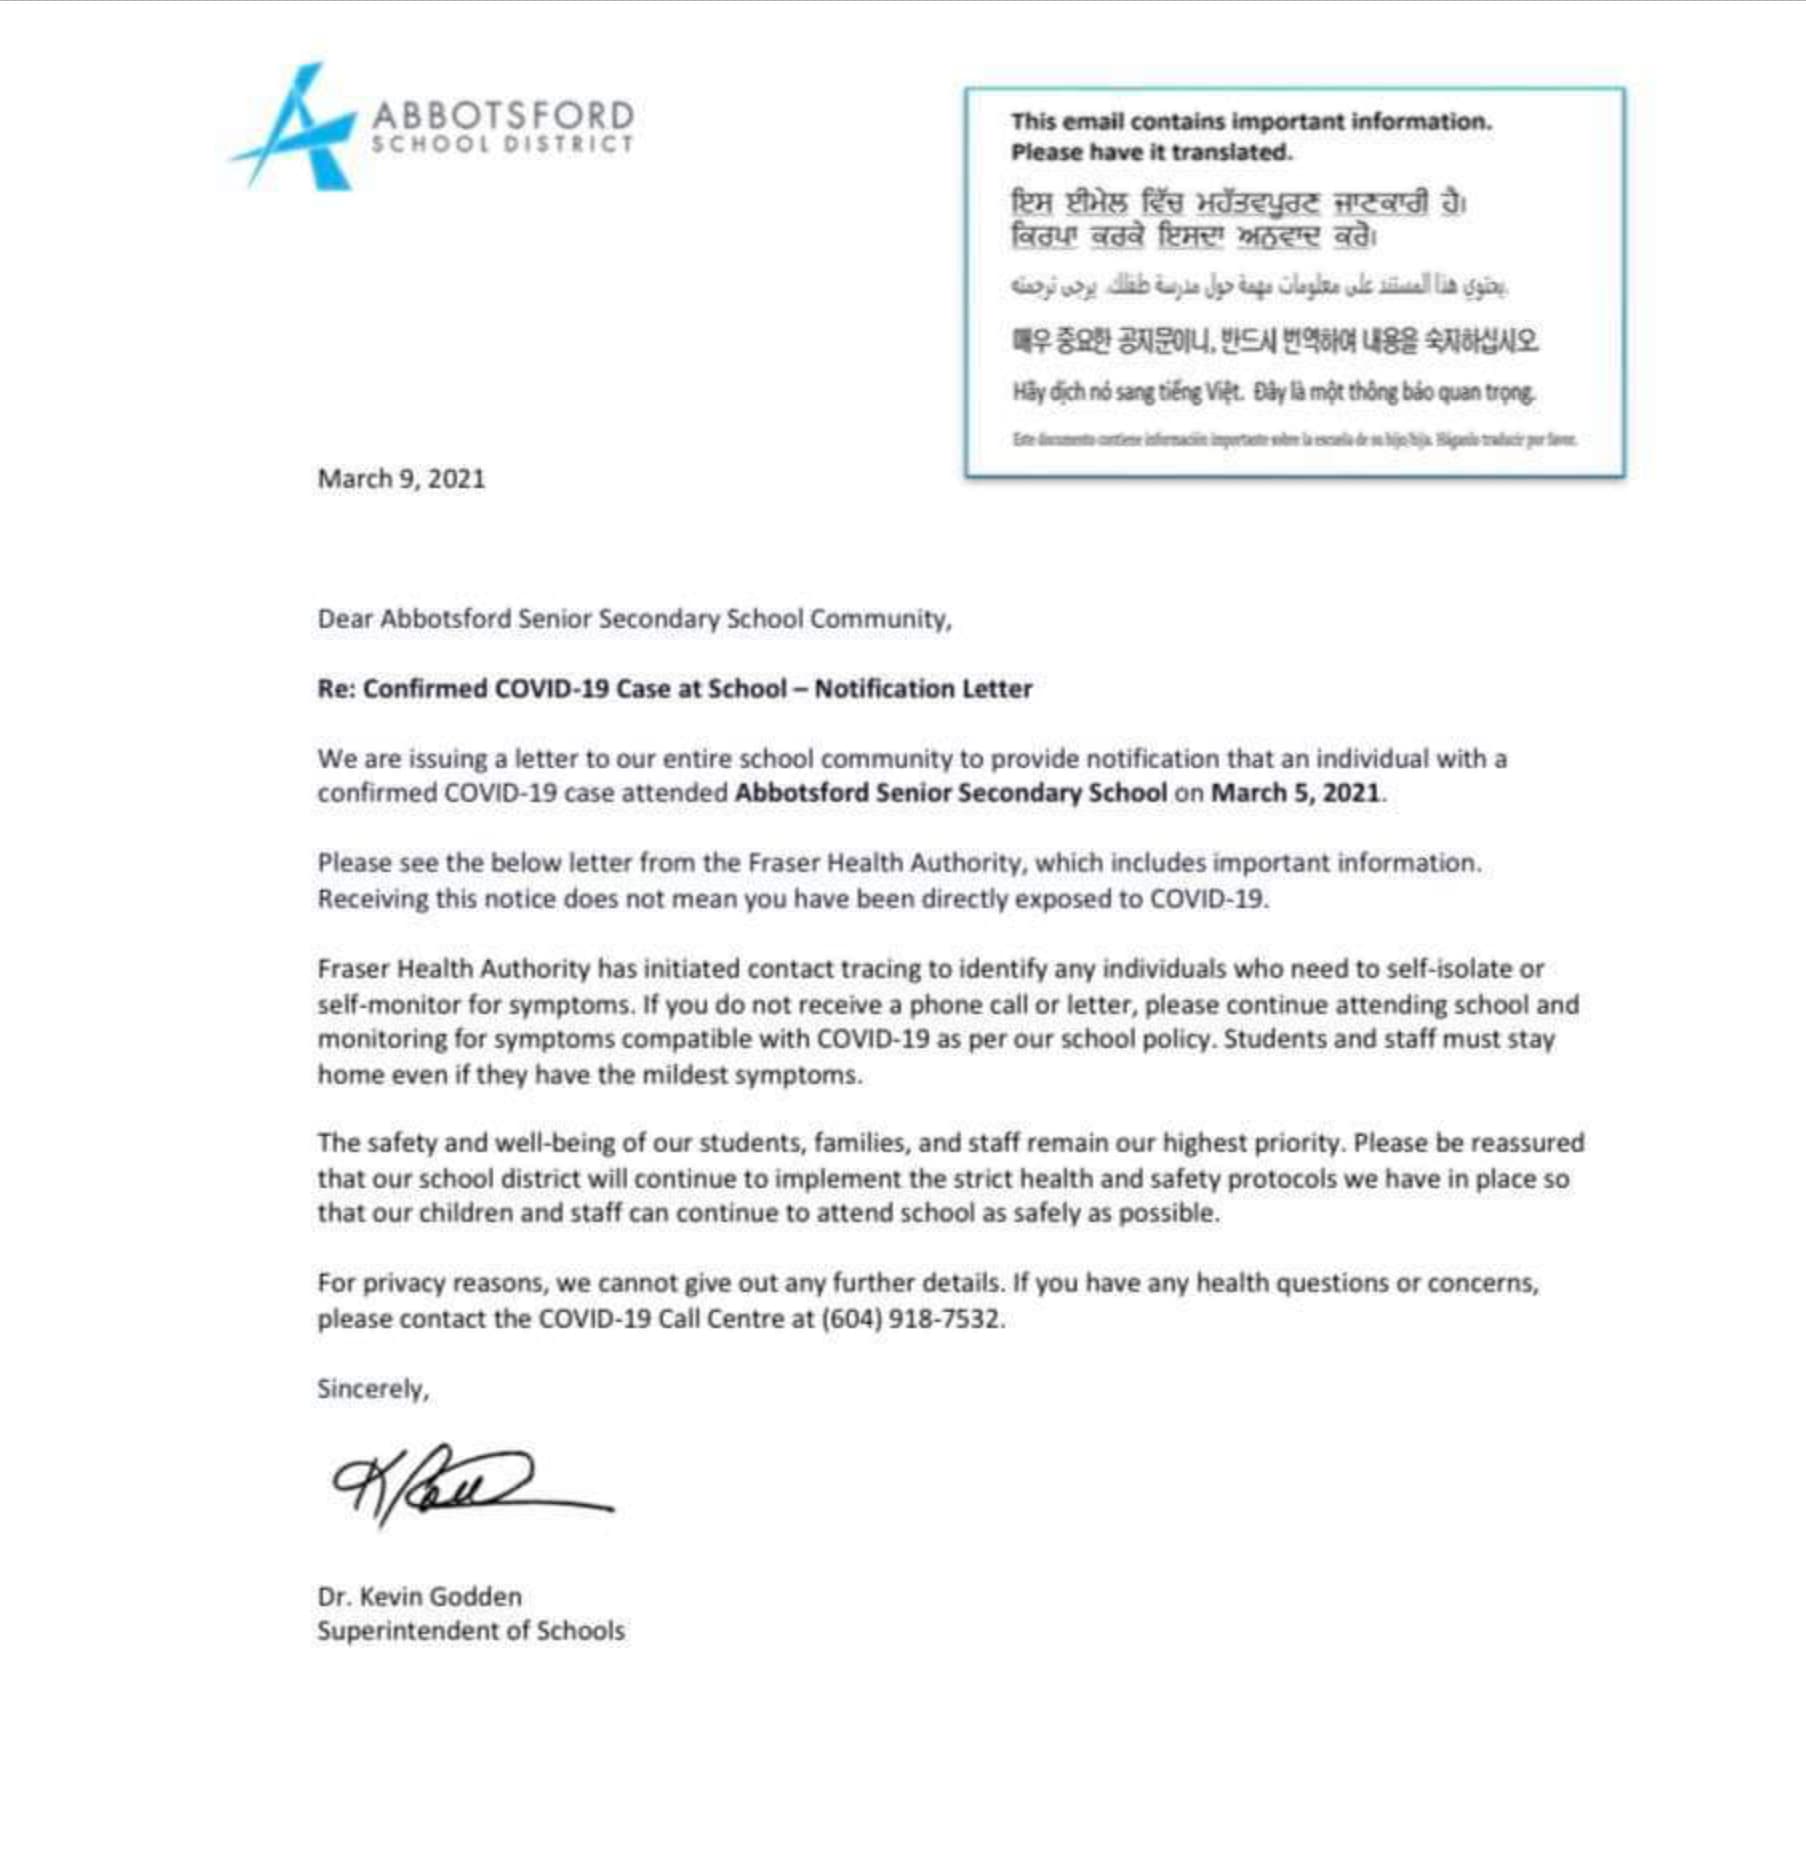 ABBOTSFORD
SCHOOL DISTRICT
This email contains important information.
Please have it translated.
ਇਸ ਈਮੇਲ ਵਿੱਚ ਮਹੱਤਵਪੂਰਣ ਜਾਣਕਾਰੀ ਹੈ।
ਕਿਰਪਾ ਕਰਕੇ ਇਸਦਾ ਅਨੁਵਾਦ ਕਰੋ।
يحتوي هذا المستند على معلومات مهمة حول مدرسة طفلك. يرجى ترجمته
매우 중요한 공지문이니, 반드시 번역하여 내용을 숙지하십시오
Hãy dịch nó sang tiếng Việt. Đây là một thông báo quan trọng.
Este documento contiene información importante sobre la escuela de su hijo/hija. Hágaselo traducir por favor.
March 9, 2021
Dear Abbotsford Senior Secondary School Community,
Re: Confirmed COVID-19 Case at School – Notification Letter
We are issuing a letter to our entire school community to provide notification that an individual with a
confirmed COVID-19 case attended Abbotsford Senior Secondary School on March 5, 2021.
Please see the below letter from the Fraser Health Authority, which includes important information.
Receiving this notice does not mean you have been directly exposed to COVID-19.
Fraser Health Authority has initiated contact tracing to identify any individuals who need to self-isolate or
self-monitor for symptoms. If you do not receive a phone call or letter, please continue attending school and
monitoring for symptoms compatible with COVID-19 as per our school policy. Students and staff must stay
home even if they have the mildest symptoms.
The safety and well-being of our students, families, and staff remain our highest priority. Please be reassured
that our school district will continue to implement the strict health and safety protocols we have in place so
that our children and staff can continue to attend school as safely as possible.
For privacy reasons, we cannot give out any further details. If you have any health questions or concerns,
please contact the COVID-19 Call Centre at (604) 918-7532.
Sincerely,
Dr. Kevin Godden
Superintendent of Schools